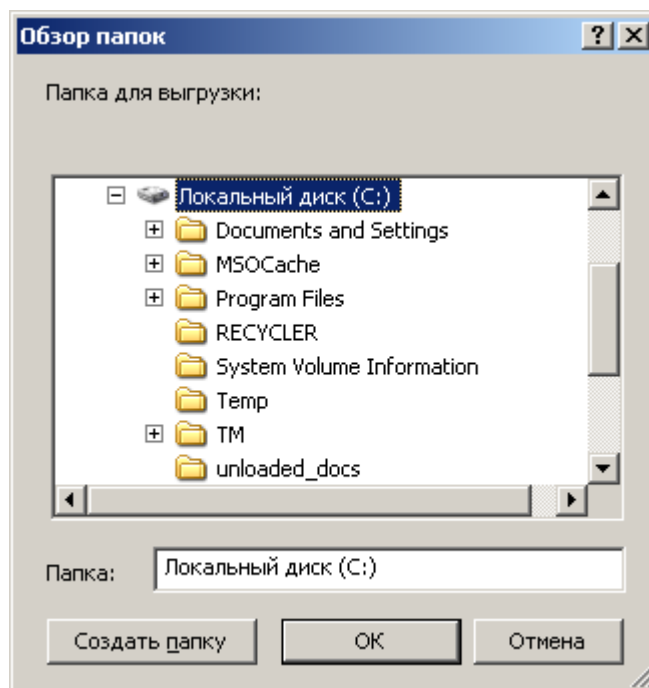 Обзор папок
Папка для выгрузки:
Локальный диск (C:)
Documents and Settings
MSOCache
Program Files
RECYCLER
System Volume Information
Temp
TM
unloaded_docs
Папка: Локальный диск (C:)
Создать папку ОК Отмена